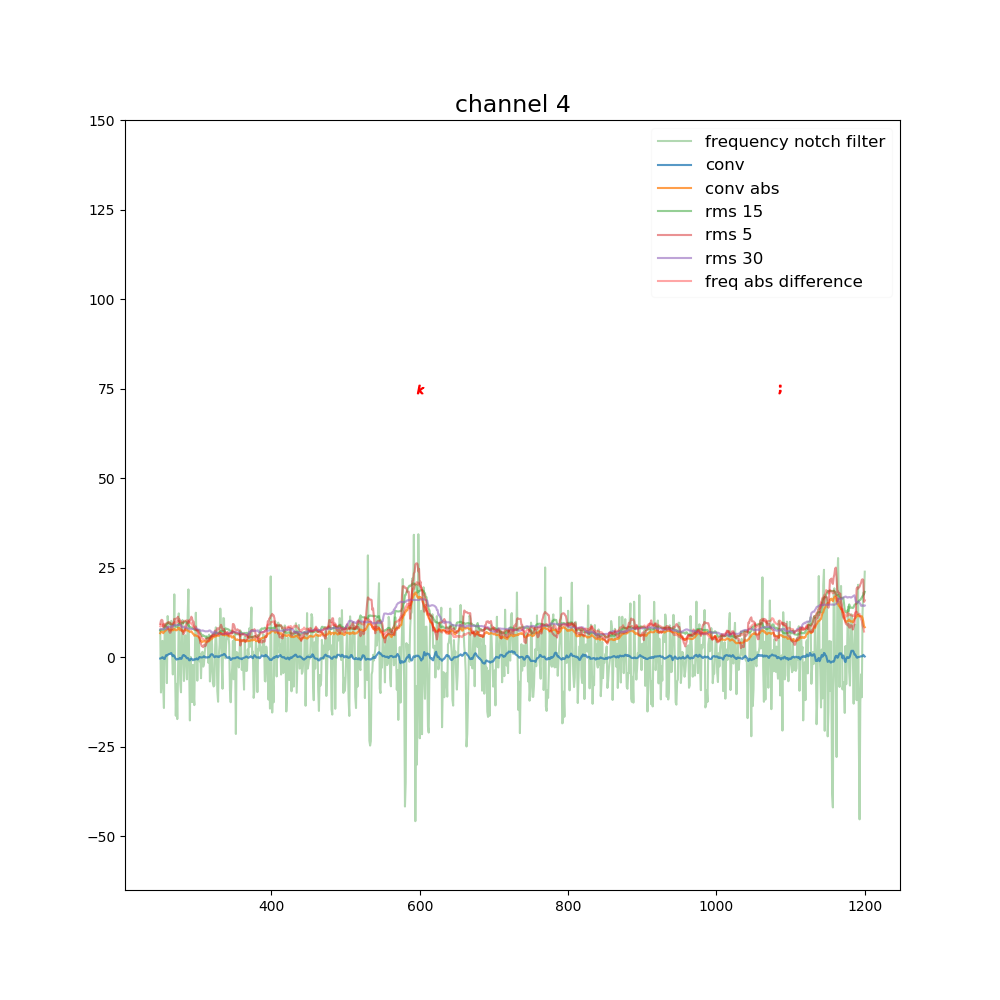 channel 4
150
125
100
75
50
25
0
−25
−50
frequency notch filter
conv
conv abs
rms 15
rms 5
rms 30
freq abs difference
k
;
400 600 800 1000 1200